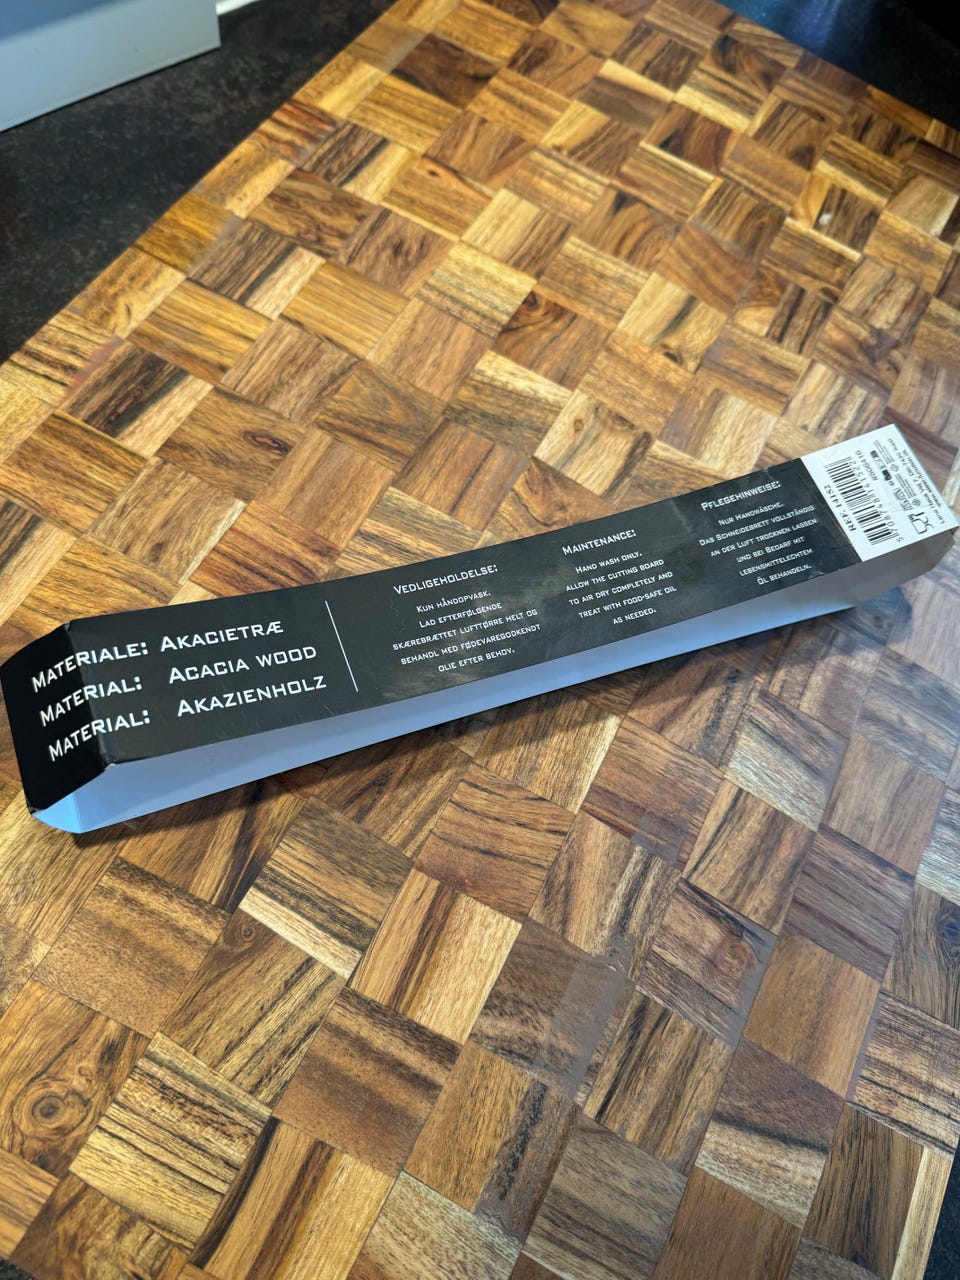 Materiale: Akacietræ
Material: Acacia wood
Material: Akazienholz
Vedligeholdelse:
Kun håndopvask.
Lad efterfølgende
skærebrættet lufttørre helt og
behandl med fødevaregodkendt
olie efter behov.
Maintenance:
Hand wash only.
Allow the cutting board
to air dry completely and
treat with food-safe oil
as needed.
Pflegehinweise:
Nur Handwäsche.
Das Schneidebrett vollständig
an der Luft trocknen lassen
und bei Bedarf mit
lebensmittelechtem
Öl behandeln.
REF. 14152